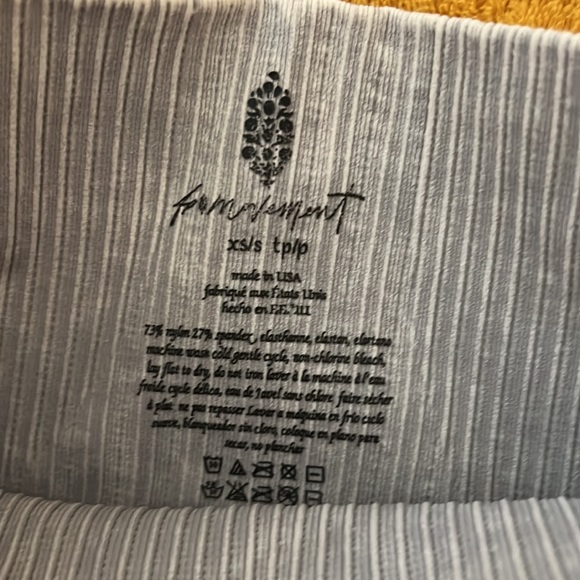 fp movement
xs/s tp/p
made in USA
fabriqué aux États Unis
hecho en EE.UU
73% nylon 27% spandex, elasthanne, elastan, elastano
machine wash cold gentle cycle, non-chlorine bleach,
lay flat to dry, do not iron laver à la machine à l'eau
froide cycle délica, eau de Javel sans chlore, faire sécher
à plat ne pas repasser Lavar a máquina en frío ciclo
suave, blanqueador sin cloro, coloque en plano para
secar, no planchar